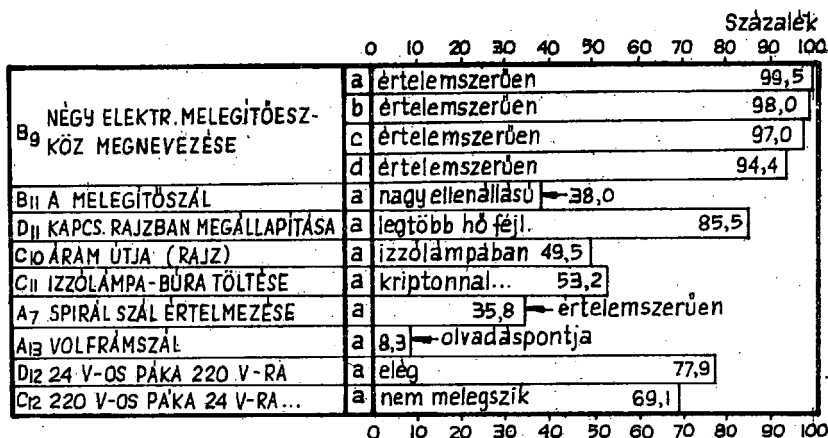 Százalék
0 10 20 30 40 50 60 70 80 90 100
B9 NÉGY ELEKTR. MELEGÍTŐESZ-
KÖZ MEGNEVEZÉSE
a értelemszerűen 99,5
b értelemszerűen 98,0
c értelemszerűen 97,0
d értelemszerűen 94,4
B11 A MELEGÍTŐSZÁL a nagy ellenállású 38,0
D11 KAPCS. RAJZBAN MEGÁLLAPÍTÁSA a legtöbb hő féjl. 85,5
C10 ÁRAM ÚTJA (RAJZ) a izzólámpában 49,5
C11 IZZÓLÁMPA-BÚRA TÖLTÉSE a kriptonnal... 53,2
A7 SPIRÁL SZÁL ÉRTELMEZÉSE a 35,8 értelemszerűen
A13 VOLFRÁMSZÁL a 8,3 olvadáspontja
D12 24 V-OS PÁKA 220 V-RA a elég 77,9
C12 220 V-OS PÁKA 24 V-RA... a nem melegszik 69,1
0 10 20 30 40 50 60 70 80 90 100